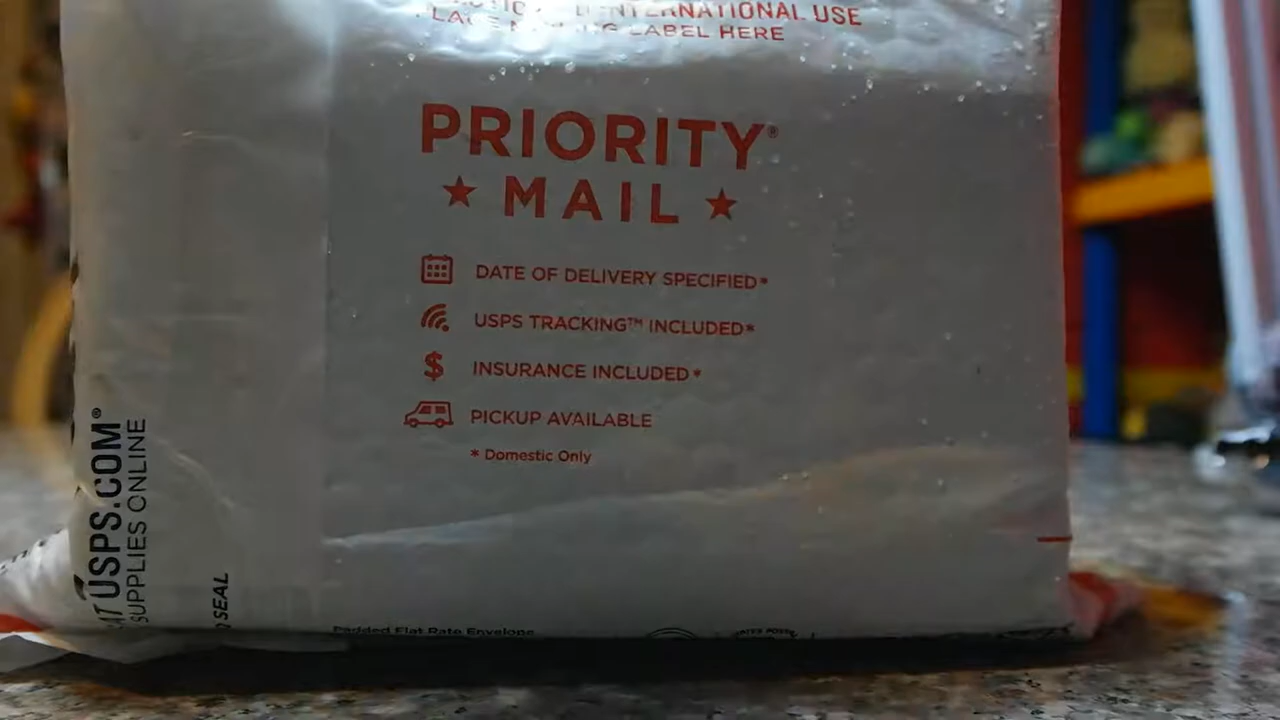 INTERNATIONAL USE
LABEL HERE
PRIORITY®
★ MAIL ★
DATE OF DELIVERY SPECIFIED*
USPS TRACKING™ INCLUDED*
INSURANCE INCLUDED*
PICKUP AVAILABLE
* Domestic Only
AT USPS.COM®
SUPPLIES ONLINE
SEAL
Padded Flat Rate Envelope